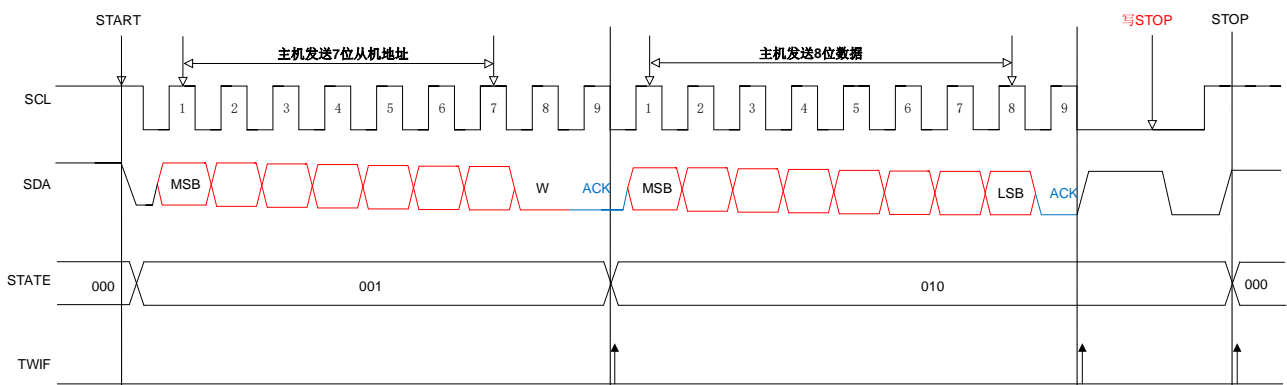 START 写STOP STOP
主机发送7位从机地址 主机发送8位数据
SCL 1 2 3 4 5 6 7 8 9 1 2 3 4 5 6 7 8 9
SDA MSB W ACK MSB LSB ACK
STATE 000 001 010 000
TWIF